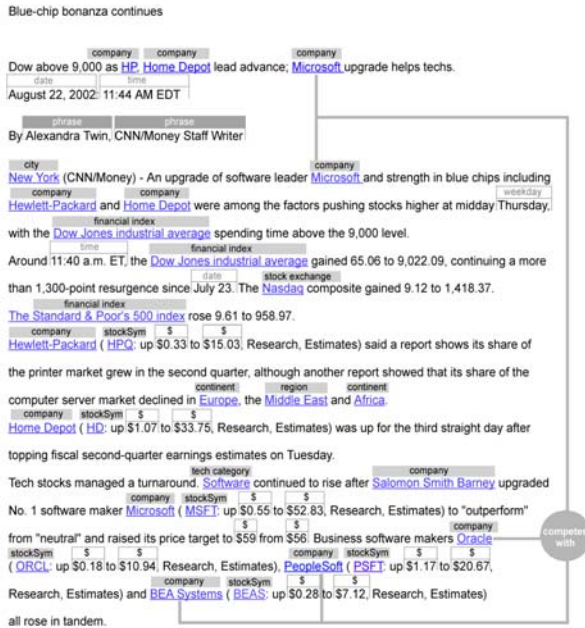 Blue-chip bonanza continues
company company company
Dow above 9,000 as HP, Home Depot lead advance; Microsoft upgrade helps techs.
date time
August 22, 2002: 11:44 AM EDT
phrase phrase
By Alexandra Twin, CNN/Money Staff Writer
city company
New York (CNN/Money) - An upgrade of software leader Microsoft and strength in blue chips including
company company weekday
Hewlett-Packard and Home Depot were among the factors pushing stocks higher at midday Thursday,
financial index
with the Dow Jones industrial average spending time above the 9,000 level.
time financial index
Around 11:40 a.m. ET, the Dow Jones industrial average gained 65.06 to 9,022.09, continuing a more
date stock exchange
than 1,300-point resurgence since July 23. The Nasdaq composite gained 9.12 to 1,418.37.
financial index
The Standard & Poor's 500 index rose 9.61 to 958.97.
company stockSym $ $
Hewlett-Packard ( HPQ: up $0.33 to $15.03, Research, Estimates) said a report shows its share of
the printer market grew in the second quarter, although another report showed that its share of the
continent region continent
computer server market declined in Europe, the Middle East and Africa.
company stockSym $ $
Home Depot ( HD: up $1.07 to $33.75, Research, Estimates) was up for the third straight day after
topping fiscal second-quarter earnings estimates on Tuesday.
tech category company
Tech stocks managed a turnaround. Software continued to rise after Salomon Smith Barney upgraded
company stockSym $ $
No. 1 software maker Microsoft ( MSFT: up $0.55 to $52.83, Research, Estimates) to "outperform"
$ $ company
from "neutral" and raised its price target to $59 from $56. Business software makers Oracle
competes with
stockSym $ $ company stockSym $ $
( ORCL: up $0.18 to $10.94, Research, Estimates), PeopleSoft ( PSFT: up $1.17 to $20.67,
company stockSym $ $
Research, Estimates) and BEA Systems ( BEAS: up $0.28 to $7.12, Research, Estimates)
all rose in tandem.